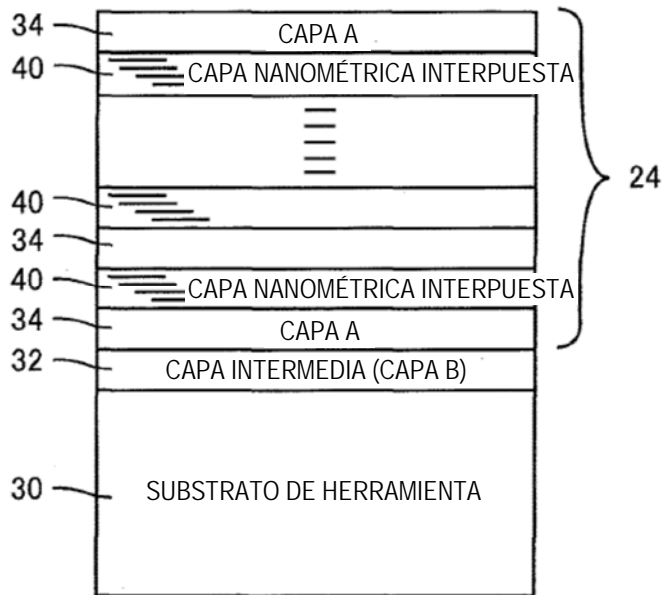 34 CAPA A
40 CAPA NANOMÉTRICA INTERPUESTA
24
40
34
40 CAPA NANOMÉTRICA INTERPUESTA
34 CAPA A
32 CAPA INTERMEDIA (CAPA B)
30 SUBSTRATO DE HERRAMIENTA